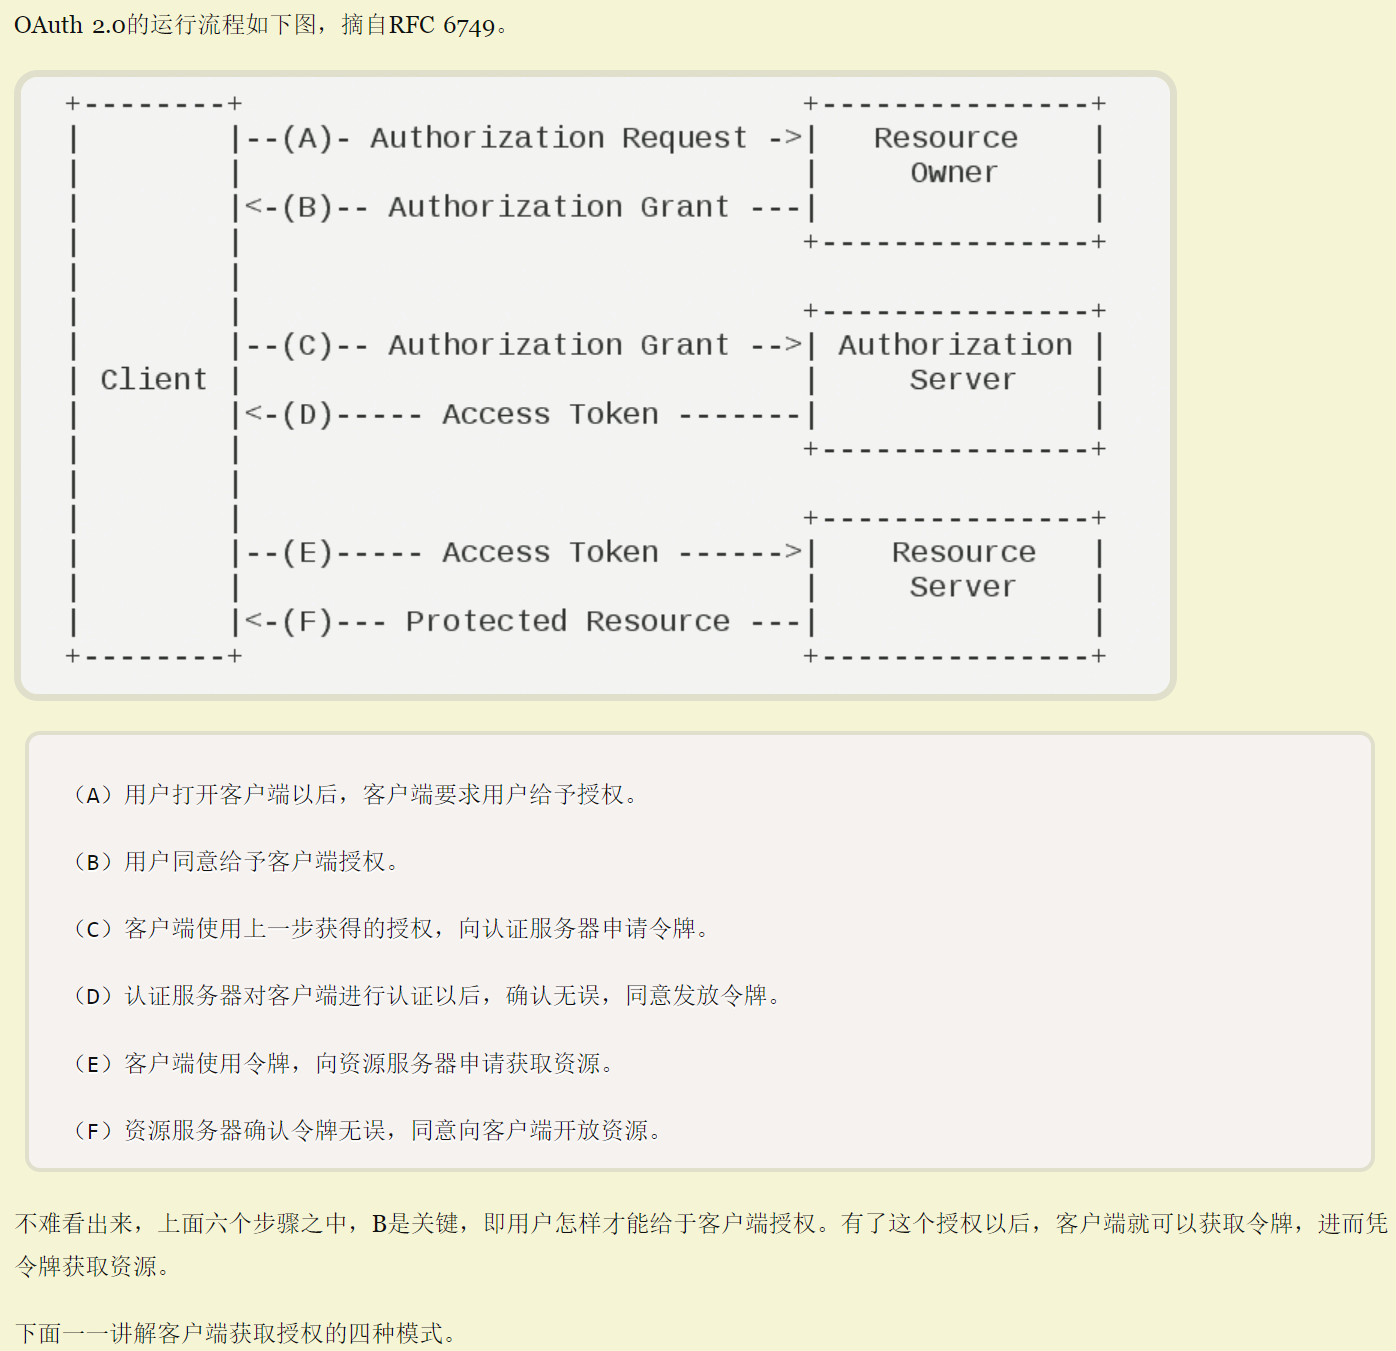 OAuth 2.0的运行流程如下图，摘自RFC 6749。
+--------+                               +---------------+
|        |--(A)- Authorization Request ->|   Resource    |
|        |                               |     Owner     |
|        |<-(B)-- Authorization Grant ---|               |
|        |                               +---------------+
|        |
|        |                               +---------------+
|        |--(C)-- Authorization Grant -->| Authorization |
| Client |                               |     Server    |
|        |<-(D)----- Access Token -------|               |
|        |                               +---------------+
|        |
|        |                               +---------------+
|        |--(E)----- Access Token ------>|    Resource   |
|        |                               |     Server    |
|        |<-(F)--- Protected Resource ---|               |
+--------+                               +---------------+
（A）用户打开客户端以后，客户端要求用户给予授权。
（B）用户同意给予客户端授权。
（C）客户端使用上一步获得的授权，向认证服务器申请令牌。
（D）认证服务器对客户端进行认证以后，确认无误，同意发放令牌。
（E）客户端使用令牌，向资源服务器申请获取资源。
（F）资源服务器确认令牌无误，同意向客户端开放资源。
不难看出来，上面六个步骤之中，B是关键，即用户怎样才能给于客户端授权。有了这个授权以后，客户端就可以获取令牌，进而凭
令牌获取资源。
下面一一讲解客户端获取授权的四种模式。